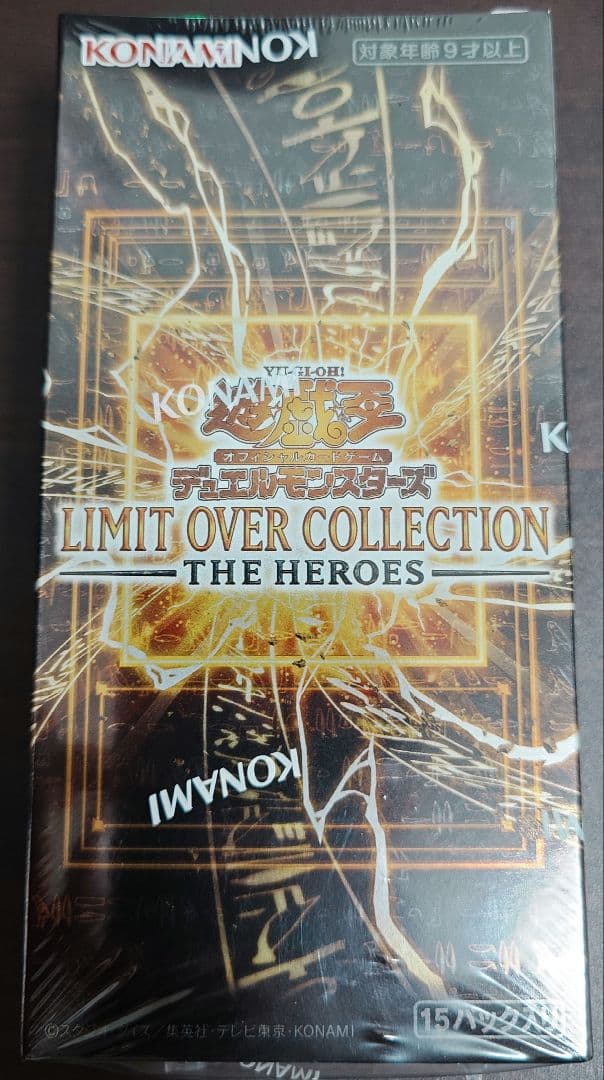 KONAMI
KONAMI
対象年齢9才以上
YU-GI-OH!
KONAMI
遊戯王
オフィシャルカードゲーム
デュエルモンスターズ
LIMIT OVER COLLECTION
THE HEROES
KONAMI
©スタジオ・ダイス/集英社・テレビ東京・KONAMI
15パック入り